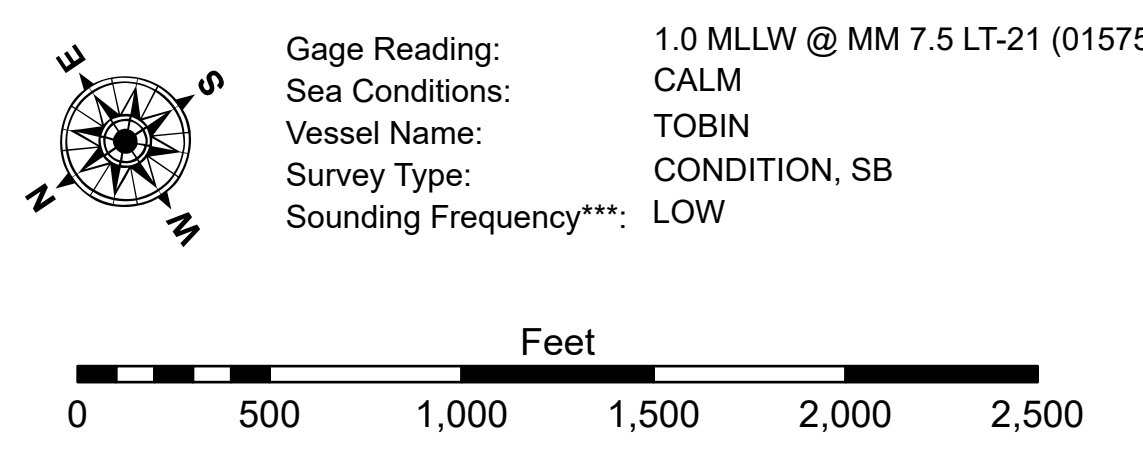 E
S
N
W
Gage Reading: 1.0 MLLW @ MM 7.5 LT-21 (01575
Sea Conditions: CALM
Vessel Name: TOBIN
Survey Type: CONDITION, SB
Sounding Frequency***: LOW
Feet
0 500 1,000 1,500 2,000 2,500